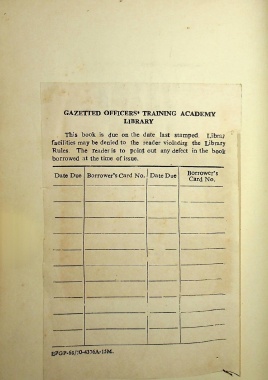 GAZETTED OFFICERS' TRAINING ACADEMY
LIBRARY
This book is due on the date last stamped. Librar
facilities may be denied to the reader violating the Library
Rules. The reader is to point out any defect in the book
borrowed at the time of issue.
Date Due Borrower's Card No. Date Due Borrower's
Card No.